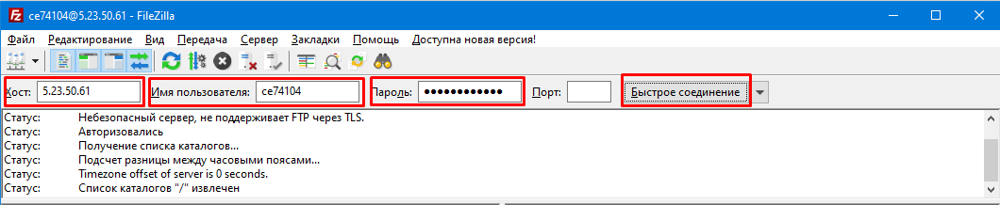 ce74104@5.23.50.61 - FileZilla
Файл Редактирование Вид Передача Сервер Закладки Помощь Доступна новая версия!
Хост: 5.23.50.61 Имя пользователя: ce74104 Пароль: ●●●●●●●●●●●● Порт: Быстрое соединение
Статус: Небезопасный сервер, не поддерживает FTP через TLS.
Статус: Авторизовались
Статус: Получение списка каталогов...
Статус: Подсчет разницы между часовыми поясами...
Статус: Timezone offset of server is 0 seconds.
Статус: Список каталогов "/" извлечен